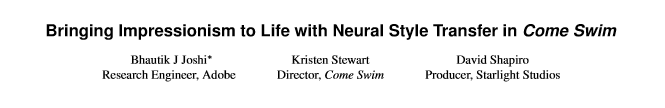 Bringing Impressionism to Life with Neural Style Transfer in Come Swim
Bhautik J Joshi* Kristen Stewart David Shapiro
Research Engineer, Adobe Director, Come Swim Producer, Starlight Studios